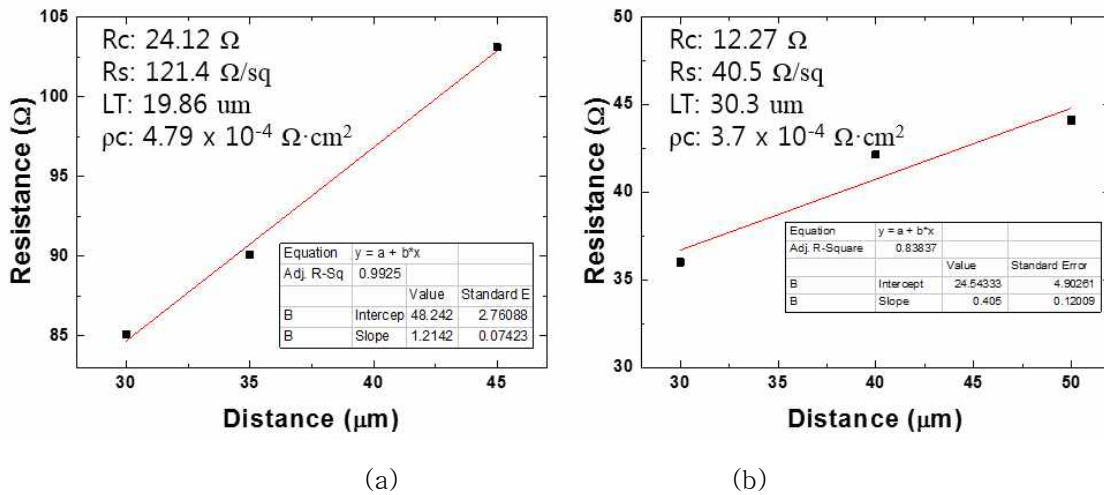 Rc: 24.12 Ω
Rs: 121.4 Ω/sq
LT: 19.86 um
ρc: 4.79 x 10⁻⁴ Ω·cm²
105
100
95
90
85
30
35
40
45
Resistance (Ω)
Distance (μm)
Equation y = a + b*x
Adj. R-Sq 0.9925
Value Standard E
B Intercep 48.242 2.76088
B Slope 1.2142 0.07423
(a)
Rc: 12.27 Ω
Rs: 40.5 Ω/sq
LT: 30.3 um
ρc: 3.7 x 10⁻⁴ Ω·cm²
50
45
40
35
30
30
35
40
45
50
Resistance (Ω)
Distance (μm)
Equation y = a + b*x
Adj. R-Square 0.83837
Value Standard Error
B Intercept 24.54333 4.90261
B Slope 0.405 0.12009
(b)